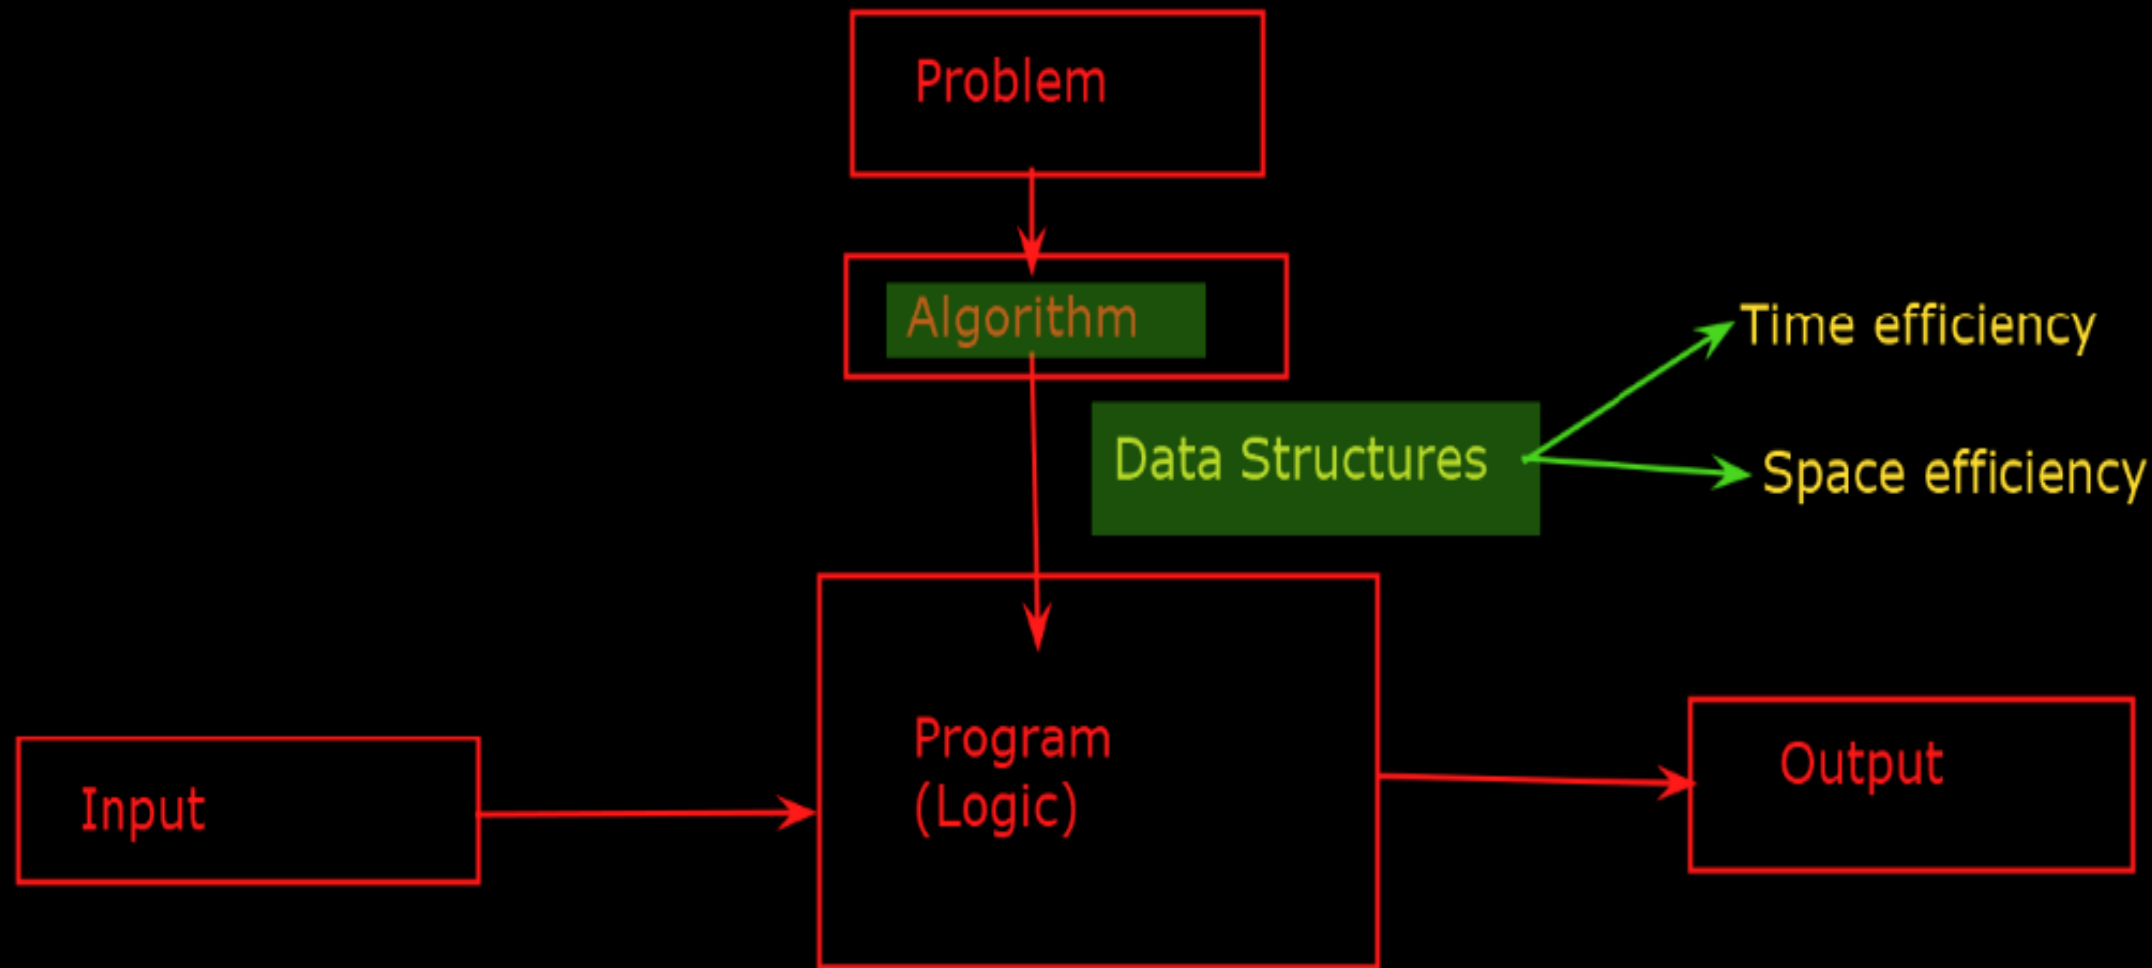 Problem
Algorithm
Time efficiency
Data Structures
Space efficiency
Program
(Logic)
Input
Output